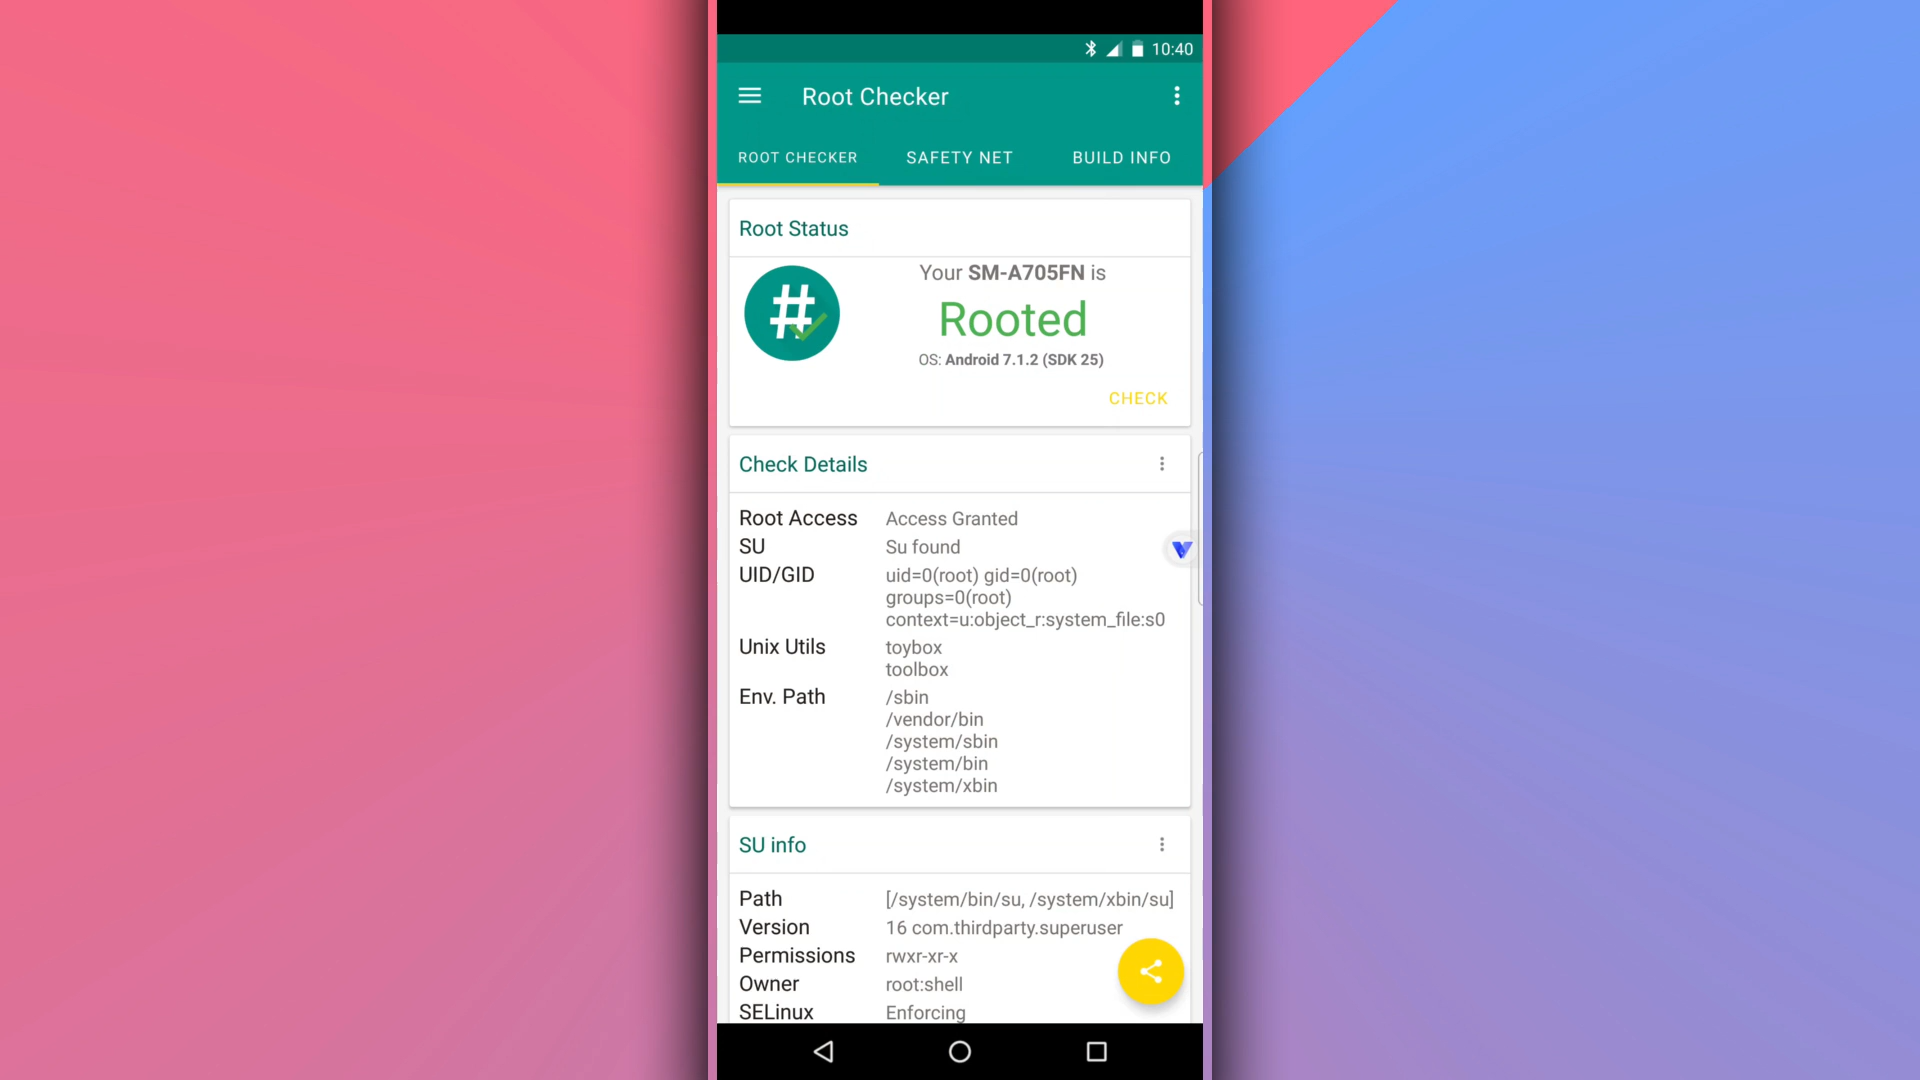 10:40
Root Checker
ROOT CHECKER SAFETY NET BUILD INFO
Root Status
Your SM-A705FN is
Rooted
OS: Android 7.1.2 (SDK 25)
CHECK
Check Details
Root Access Access Granted
SU Su found
UID/GID uid=0(root) gid=0(root)
groups=0(root)
context=u:object_r:system_file:s0
Unix Utils toybox
toolbox
Env. Path /sbin
/vendor/bin
/system/sbin
/system/bin
/system/xbin
SU info
Path [/system/bin/su, /system/xbin/su]
Version 16 com.thirdparty.superuser
Permissions rwxr-xr-x
Owner root:shell
SELinux Enforcing